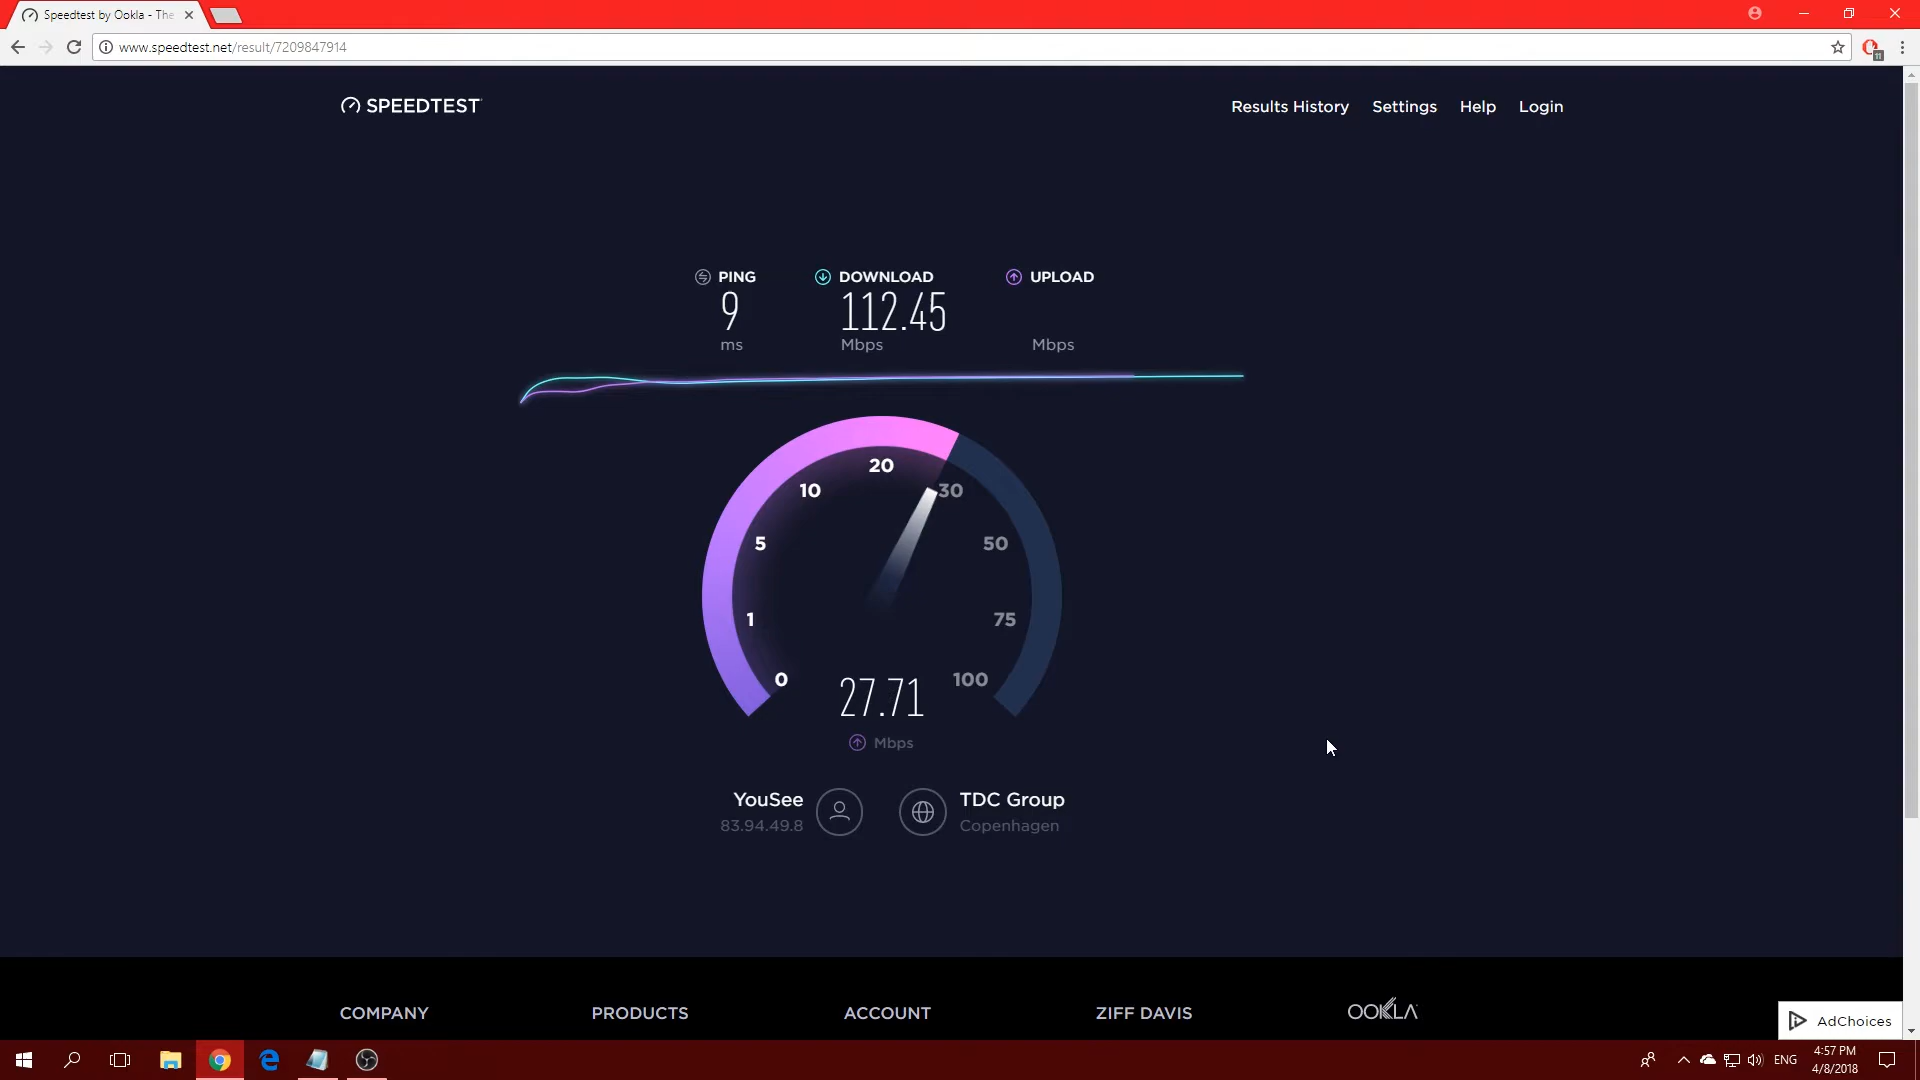 Speedtest by Ookla - The
www.speedtest.net/result/7209847914
11
SPEEDTEST
Results History Settings Help Login
PING DOWNLOAD UPLOAD
9 112.45
ms Mbps Mbps
20
10 30
5 50
1 75
0 100
27.71
Mbps
YouSee TDC Group
83.94.49.8 Copenhagen
COMPANY PRODUCTS ACCOUNT ZIFF DAVIS OOKLA
AdChoices
ENG 4:57 PM
4/8/2018